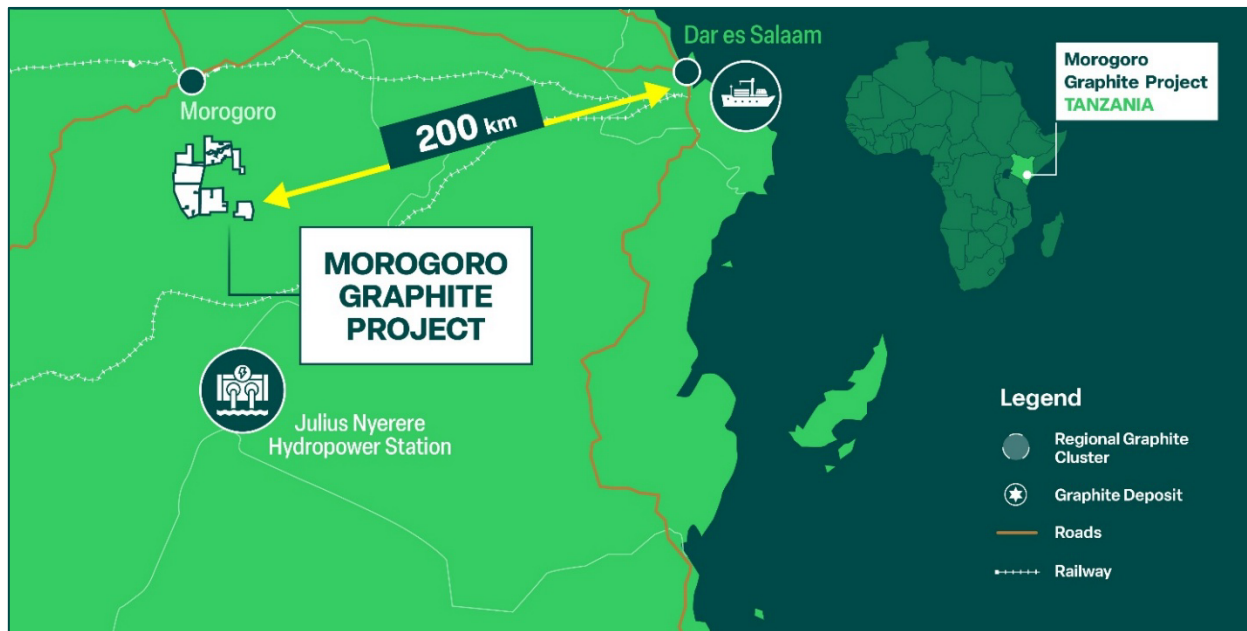 Dar es Salaam
Morogoro
200 km
MOROGORO
GRAPHITE
PROJECT
Julius Nyerere
Hydropower Station
Morogoro
Graphite Project
TANZANIA
Legend
Regional Graphite
Cluster
Graphite Deposit
Roads
Railway